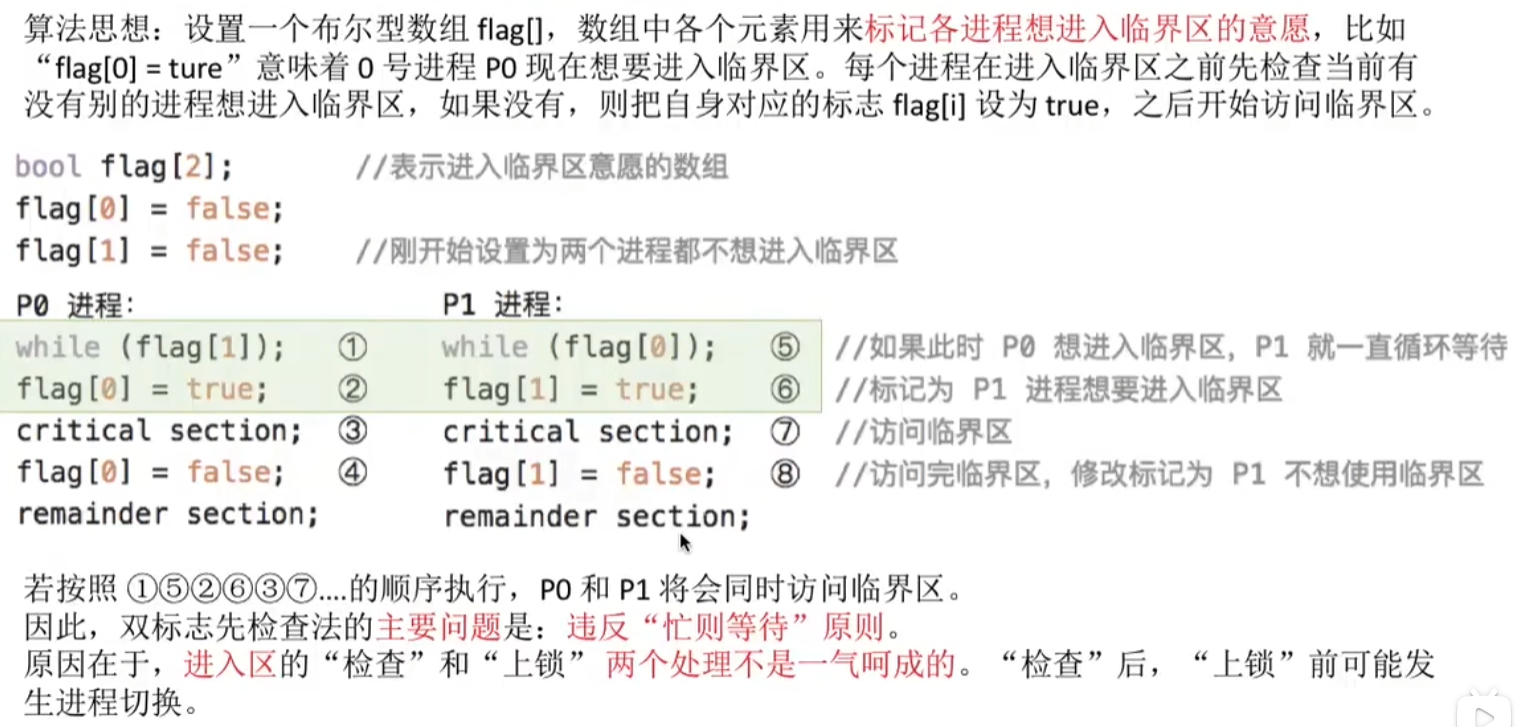 算法思想：设置一个布尔型数组 flag[]，数组中各个元素用来标记各进程想进入临界区的意愿，比如
“flag[0] = ture”意味着 0 号进程 P0 现在想要进入临界区。每个进程在进入临界区之前先检查当前有
没有别的进程想进入临界区，如果没有，则把自身对应的标志 flag[i] 设为 true，之后开始访问临界区。
bool flag[2]; //表示进入临界区意愿的数组
flag[0] = false;
flag[1] = false; //刚开始设置为两个进程都不想进入临界区
P0 进程： P1 进程：
while (flag[1]); ① while (flag[0]); ⑤ //如果此时 P0 想进入临界区，P1 就一直循环等待
flag[0] = true; ② flag[1] = true; ⑥ //标记为 P1 进程想要进入临界区
critical section; ③ critical section; ⑦ //访问临界区
flag[0] = false; ④ flag[1] = false; ⑧ //访问完临界区，修改标记为 P1 不想使用临界区
remainder section; remainder section;
若按照 ①⑤②⑥③⑦....的顺序执行，P0 和 P1 将会同时访问临界区。
因此，双标志先检查法的主要问题是：违反“忙则等待”原则。
原因在于，进入区的“检查”和“上锁” 两个处理不是一气呵成的。“检查”后，“上锁”前可能发
生进程切换。